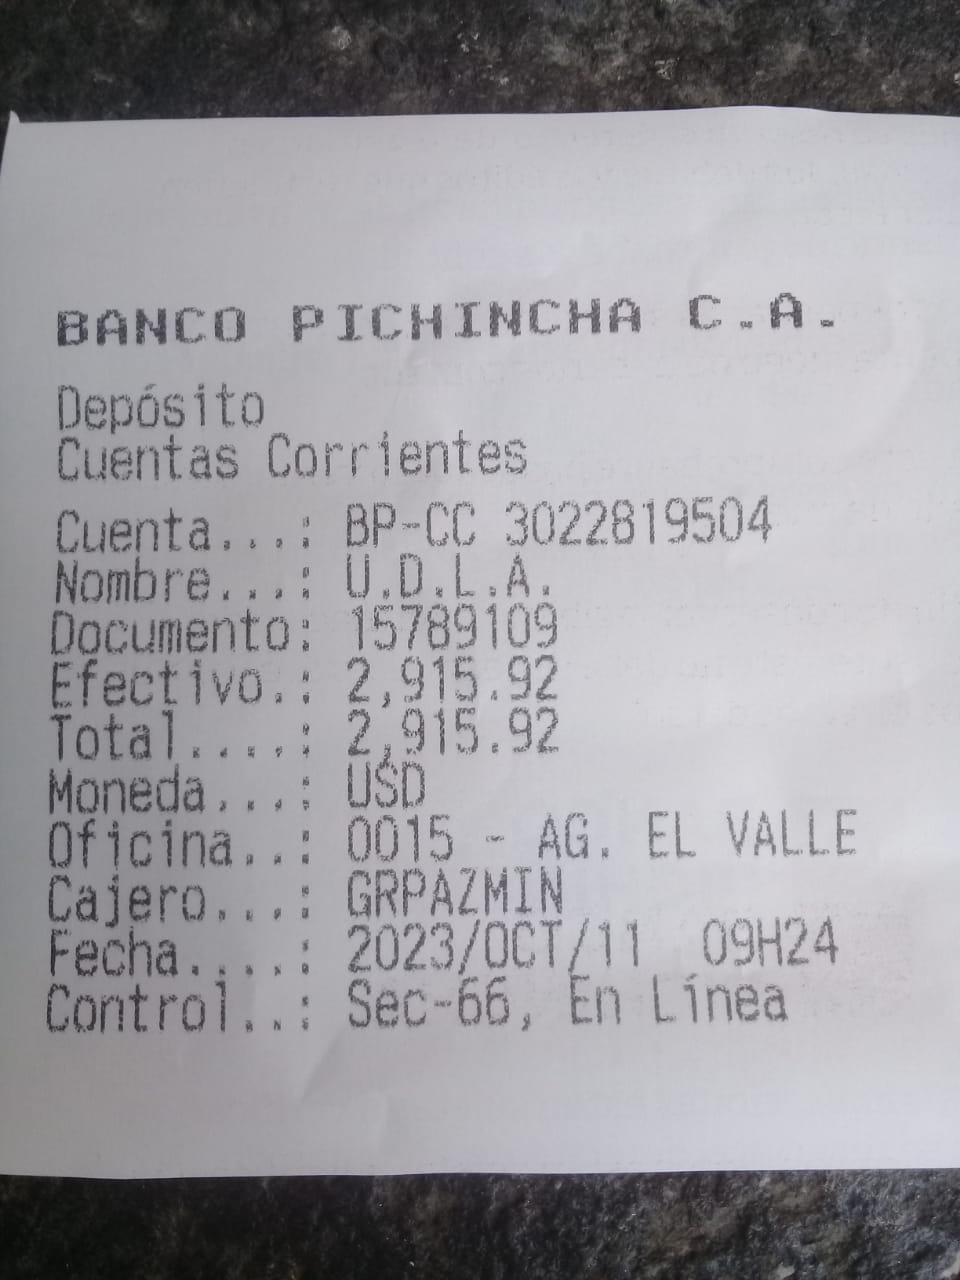 BANCO PICHINCHA C.A.
Depósito
Cuentas Corrientes
Cuenta...: BP-CC 3022819504
Nombre...: U.D.L.A.
Documento: 15789109
Efectivo.: 2,915.92
Total....: 2,915.92
Moneda...: USD
Oficina..: 0015 - AG. EL VALLE
Cajero...: GRPAZMIN
Fecha....: 2023/OCT/11  09H24
Control..: Sec-66, En Línea